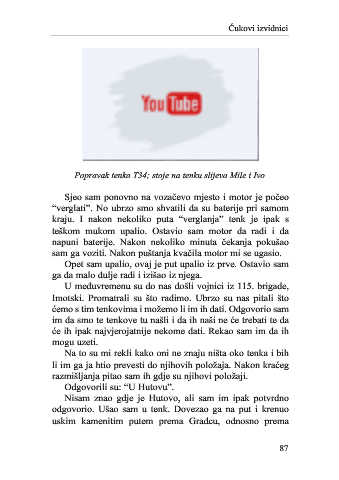 Čukovi izvidnici
YouTube
Popravak tenka T34; stoje na tenku slijeva Mile i Ivo
Sjeo sam ponovno na vozačevo mjesto i motor je počeo
“verglati”. No ubrzo smo shvatili da su baterije pri samom
kraju. I nakon nekoliko puta “verglanja” tenk je ipak s
teškom mukom upalio. Ostavio sam motor da radi i da
napuni baterije. Nakon nekoliko minuta čekanja pokušao
sam ga voziti. Nakon puštanja kvačila motor mi se ugasio.
Opet sam upalio, ovaj je put upalio iz prve. Ostavio sam
ga da malo dulje radi i izišao iz njega.
U međuvremenu su do nas došli vojnici iz 115. brigade,
Imotski. Promatrali su što radimo. Ubrzo su nas pitali što
ćemo s tim tenkovima i možemo li im ih dati. Odgovorio sam
im da smo te tenkove tu našli i da ih naši ne će trebati te da
će ih ipak najvjerojatnije nekome dati. Rekao sam im da ih
mogu uzeti.
Na to su mi rekli kako oni ne znaju ništa oko tenka i bih
li im ga ja htio prevesti do njihovih položaja. Nakon kraćeg
razmišljanja pitao sam ih gdje su njihovi položaji.
Odgovorili su: “U Hutovu”.
Nisam znao gdje je Hutovo, ali sam im ipak potvrdno
odgovorio. Ušao sam u tenk. Dovezao ga na put i krenuo
uskim kamenitim putem prema Gradcu, odnosno prema
87